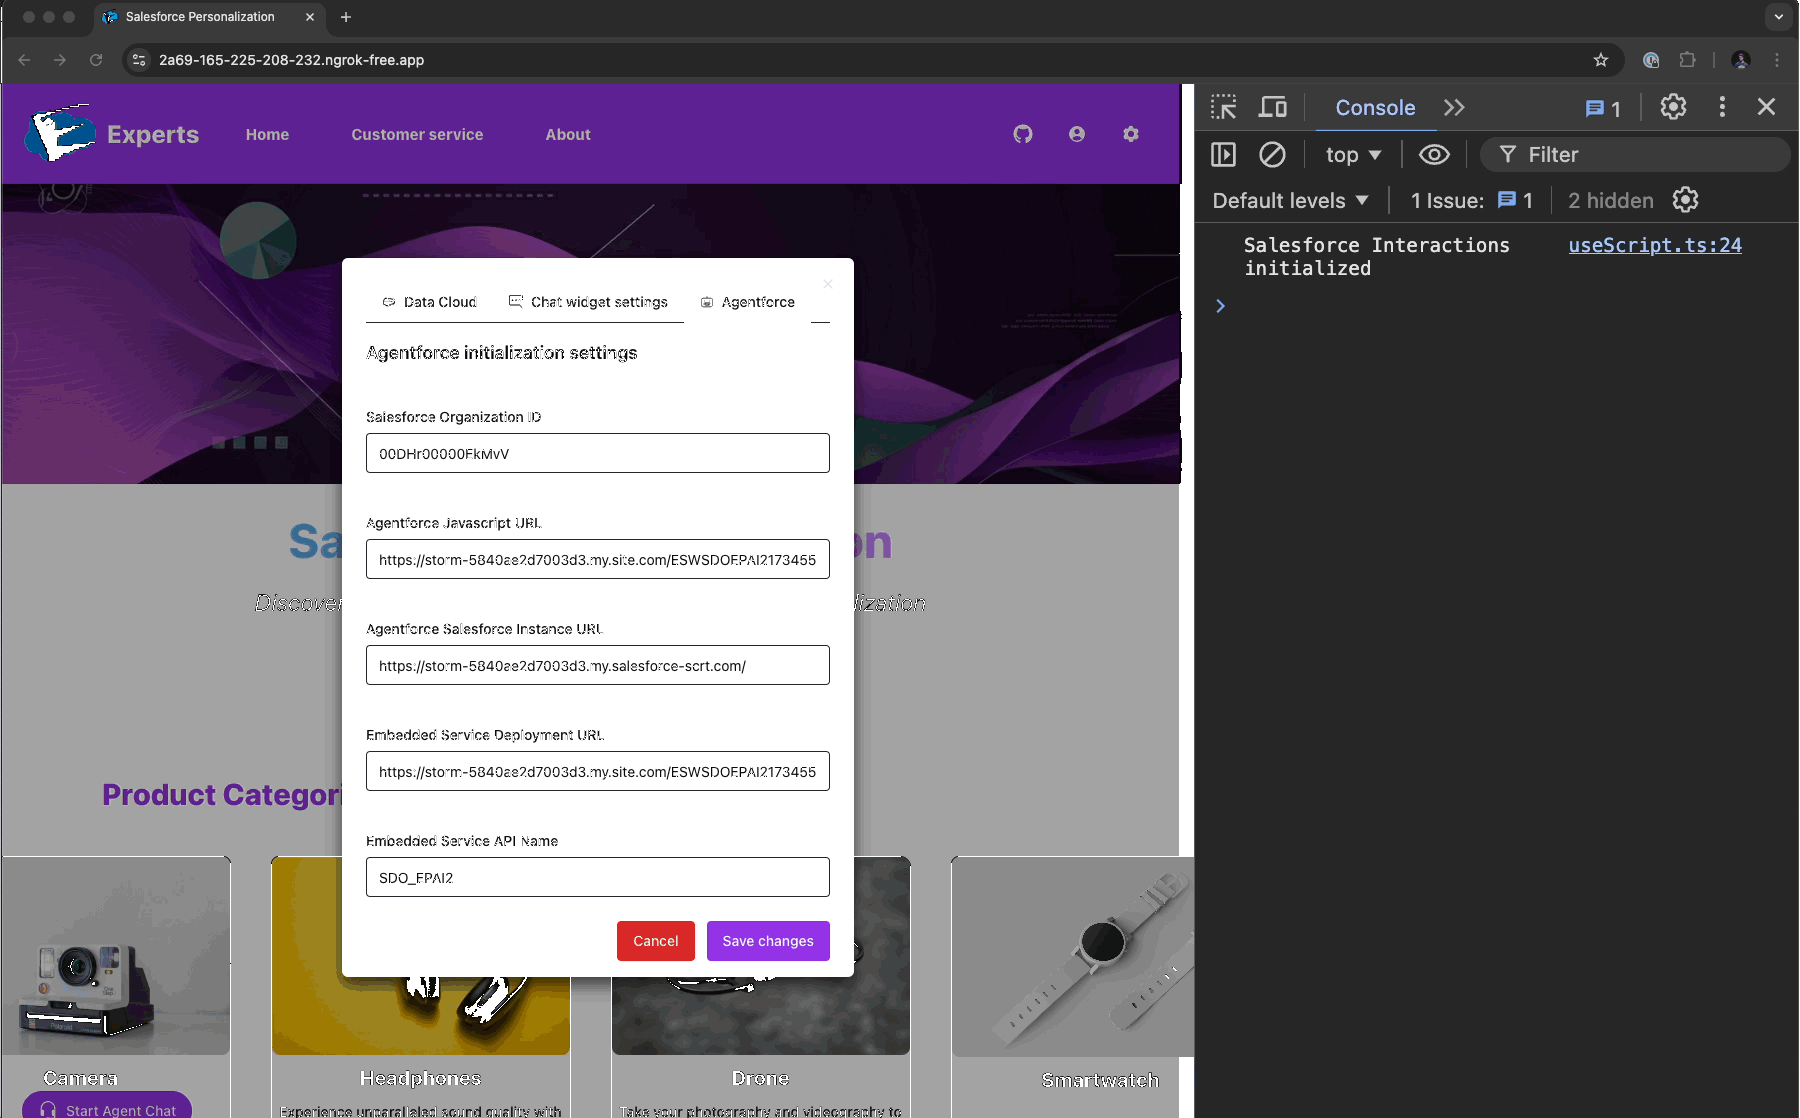 Salesforce Personalization
2a69-165-225-208-232.ngrok-free.app
Experts
Home
Customer service
About
Data Cloud
Chat widget settings
Agentforce
Agentforce initialization settings
Salesforce Organization ID
Agentforce Javascript URL
https://storm-5840ae2d7003d3.my.site.com/ESWSDOEPAI2173455
Agentforce Salesforce Instance URL
https://storm-5840ae2d7003d3.my.salesforce-scrt.com/
Embedded Service Deployment URL
https://storm-5840ae2d7003d3.my.site.com/ESWSDOEPAI2173455
Embedded Service API Name
SDO_EPAI2
Cancel
Save changes
Sa
on
Discover
lization
Product Categori
Polaroid
Camera
Headphones
Drone
Smartwatch
Start Agent Chat
Experience unparalleled sound quality with
Take your photography and videography to
Console
1
top
Filter
Default levels
1 Issue:
1
2 hidden
Salesforce Interactions
initialized
useScript.ts:24